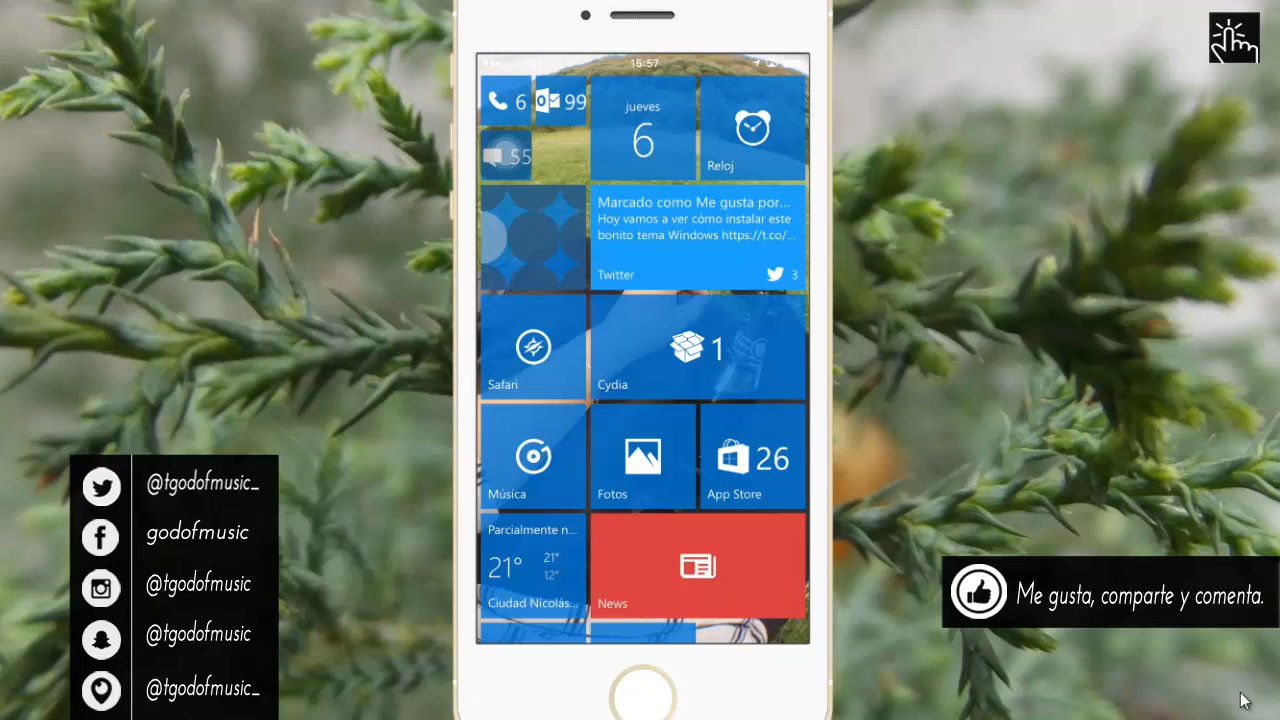 15:57
6
99
55
jueves
6
Reloj
Marcado como Me gusta por...
Hoy vamos a ver cómo instalar este
bonito tema Windows https://t.co/...
Twitter
3
Safari
1
Cydia
Música
Fotos
26
App Store
Parcialmente n...
21° 21°
12°
Ciudad Nicolás...
News
@tgodofmusic_
godofmusic
@tgodofmusic
@tgodofmusic
@tgodofmusic_
Me gusta, comparte y comenta.